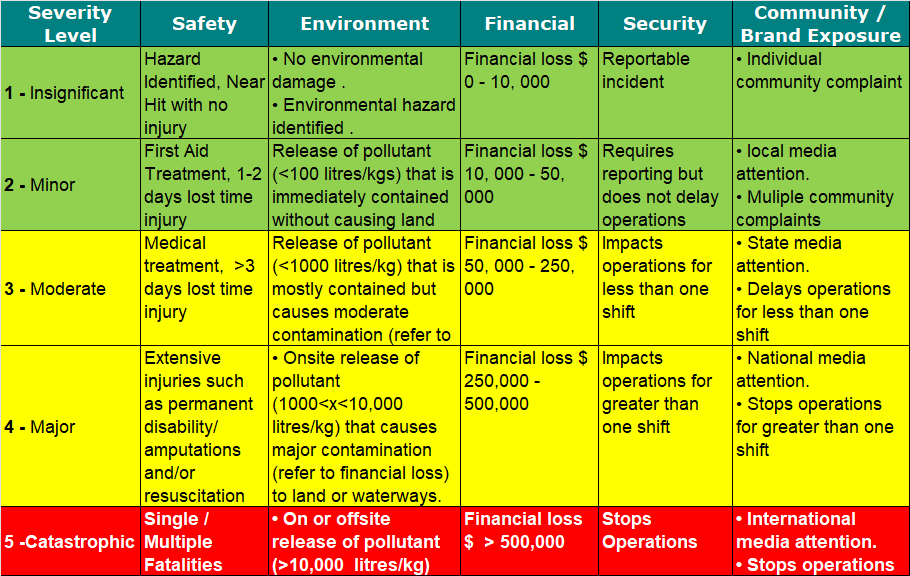 Severity
Level
Safety
Environment
Financial
Security
Community /
Brand Exposure
1 - Insignificant
Hazard
Identified, Near
Hit with no
injury
• No environmental
damage .
• Environmental hazard
identified .
Financial loss $
0 - 10, 000
Reportable
incident
• Individual
community complaint
2 - Minor
First Aid
Treatment, 1-2
days lost time
injury
Release of pollutant
(<100 litres/kgs) that is
immediately contained
without causing land
Financial loss $
10, 000 - 50,
000
Requires
reporting but
does not delay
operations
• local media
attention.
• Muliple community
complaints
3 - Moderate
Medical
treatment,  >3
days lost time
injury
Release of pollutant
(<1000 litres/kg) that is
mostly contained but
causes moderate
contamination (refer to
Financial loss $
50, 000 - 250,
000
Impacts
operations for
less than one
shift
• State media
attention.
• Delays operations
for less than one
shift
4 - Major
Extensive
injuries such
as permanent
disability/
amputations
and/or
resuscitation
• Onsite release of
pollutant
(1000<x<10,000
litres/kg) that causes
major contamination
(refer to financial loss)
to land or waterways.
Financial loss $
250,000 -
500,000
Impacts
operations for
greater than
one shift
• National media
attention.
• Stops operations
for greater than one
shift
5 -Catastrophic
Single /
Multiple
Fatalities
• On or offsite
release of pollutant
(>10,000  litres/kg)
Financial loss
$  > 500,000
Stops
Operations
• International
media attention.
• Stops operations